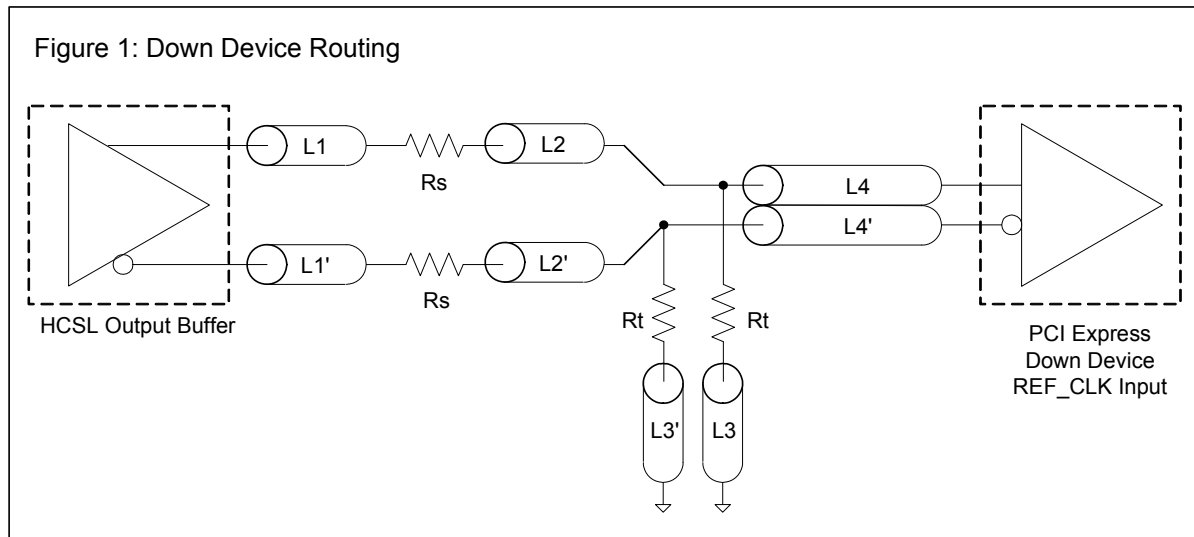 Figure 1: Down Device Routing
L1
Rs
L2
L4
L4'
L1'
Rs
L2'
HCSL Output Buffer
Rt
Rt
L3'
L3
PCI Express
Down Device
REF_CLK Input